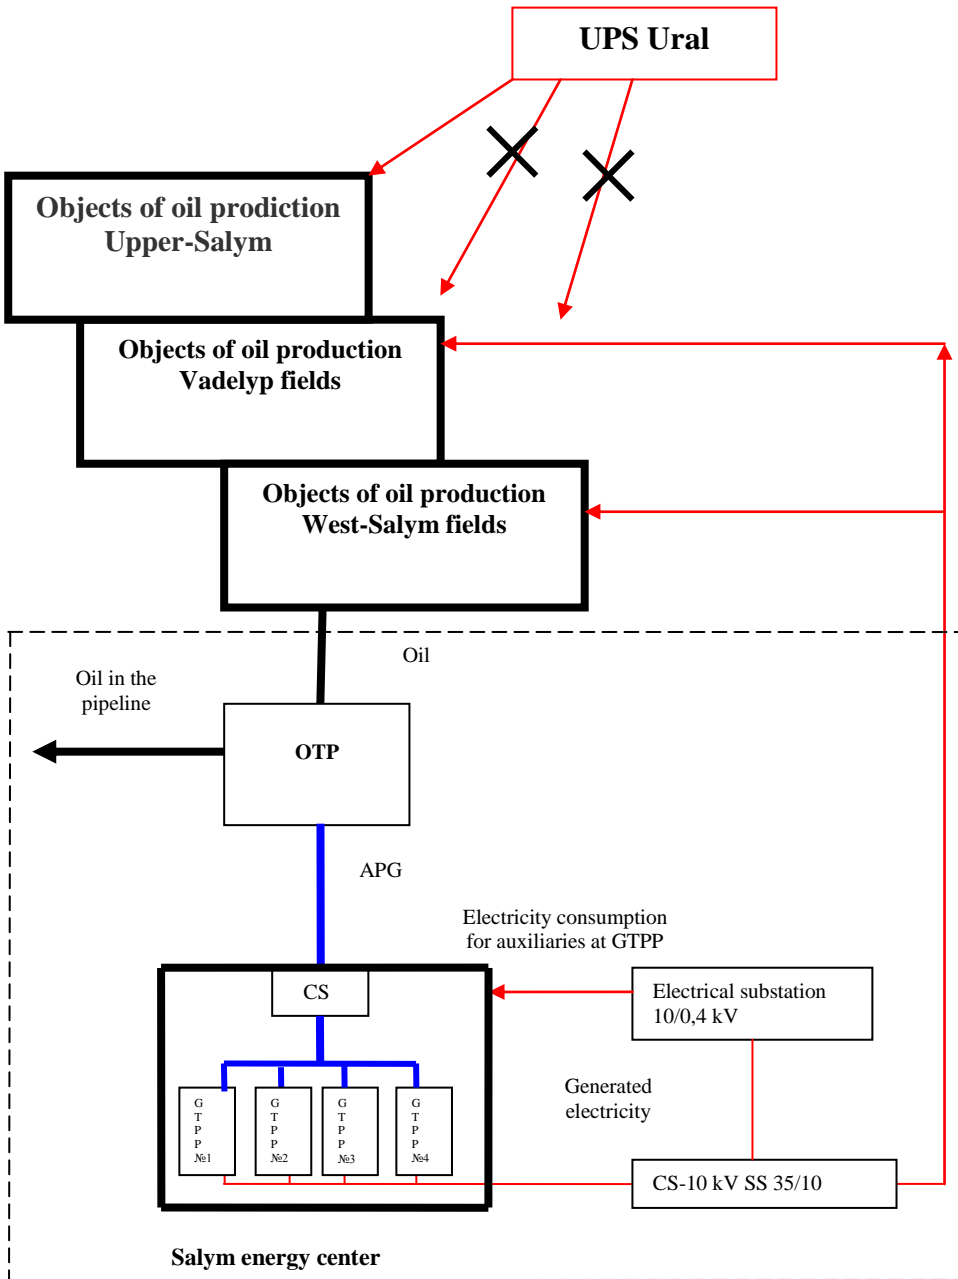 UPS Ural
Objects of oil prodiction
Upper-Salym
Objects of oil production
Vadelyp fields
Objects of oil production
West-Salym fields
Oil
Oil in the
pipeline
OTP
APG
Electricity consumption
for auxiliaries at GTPP
CS
Electrical substation
10/0,4 kV
Generated
electricity
G
T
P
P
№1
G
T
P
P
№2
G
T
P
P
№3
G
T
P
P
№4
CS-10 kV SS 35/10
Salym energy center